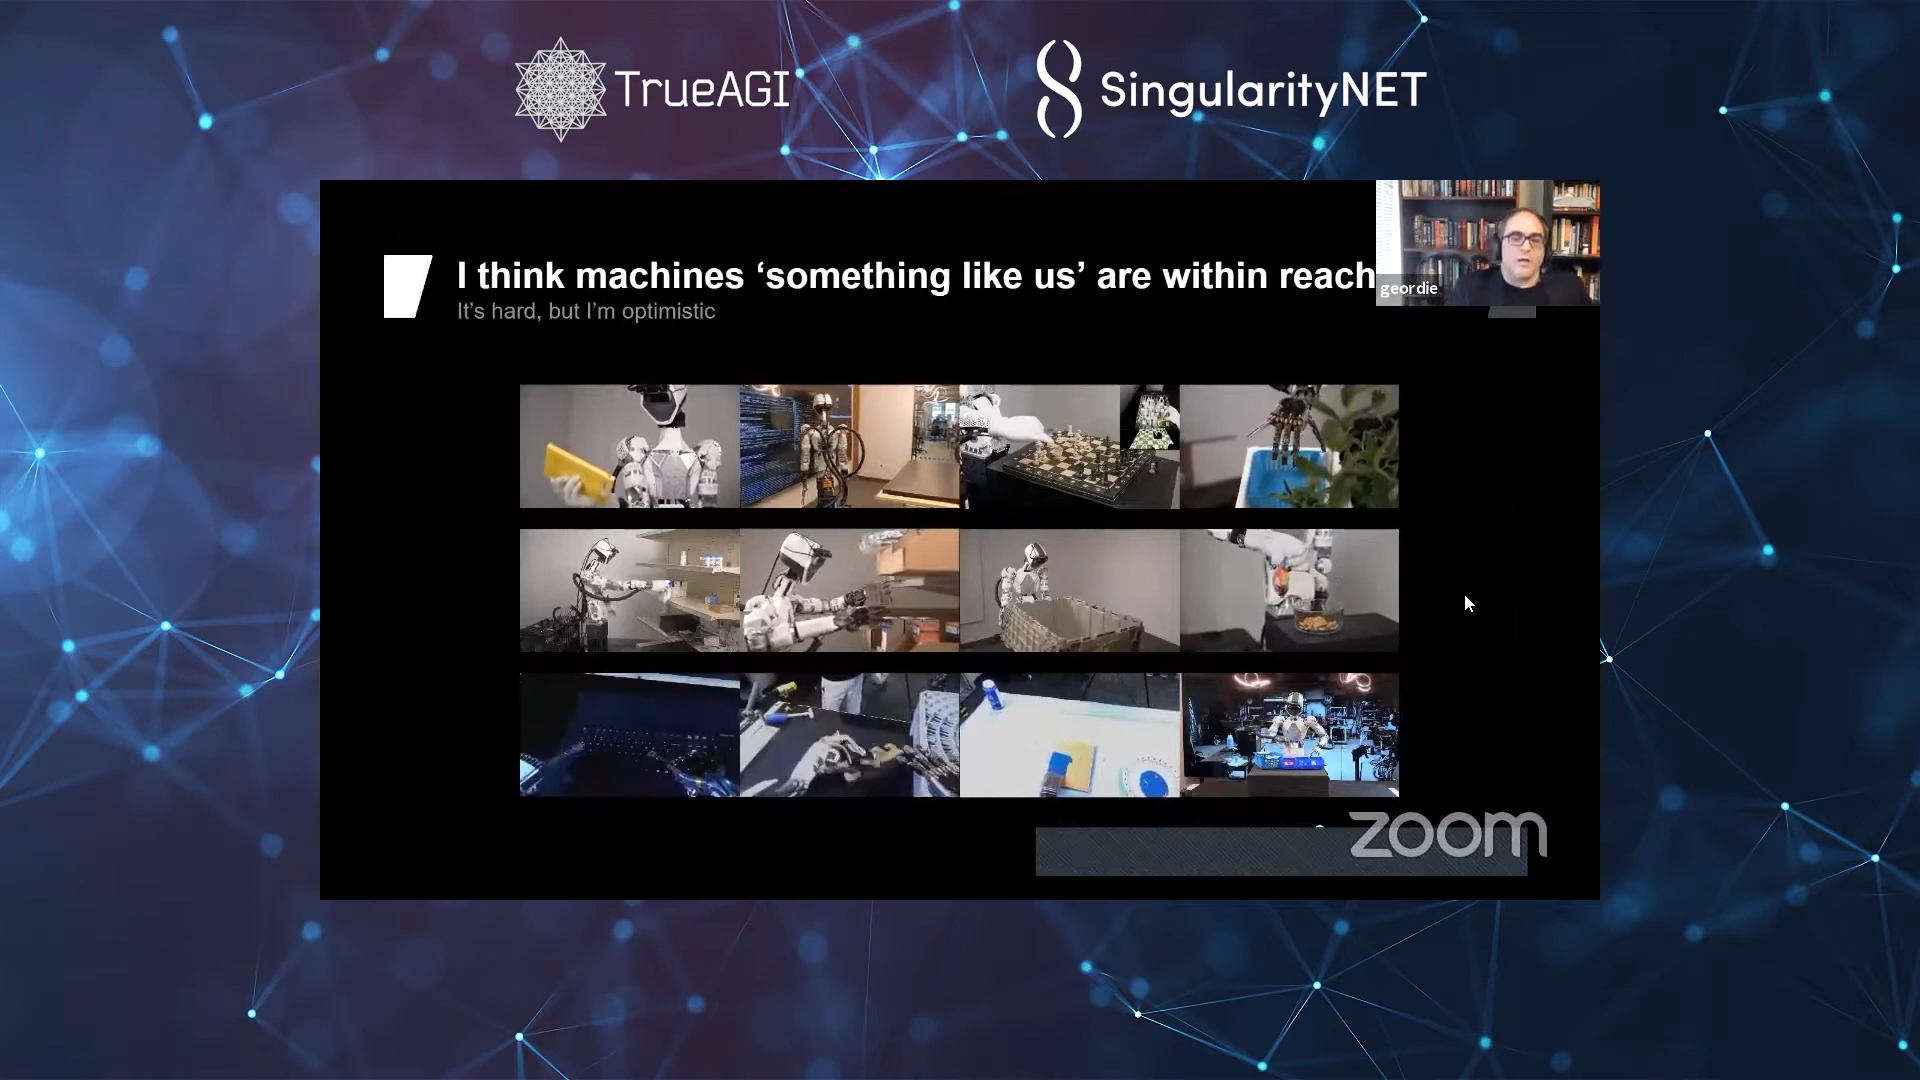 TrueAGI
SingularityNET
I think machines ‘something like us’ are within reach
It’s hard, but I’m optimistic
geordie
zoom